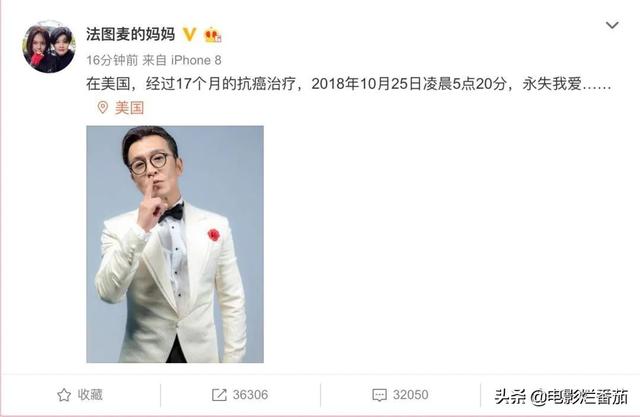 法图麦的妈妈 V
16分钟前 来自 iPhone 8
在美国，经过17个月的抗癌治疗，2018年10月25日凌晨5点20分，永失我爱……
美国
收藏
36306
32050
头条 @电影烂番茄